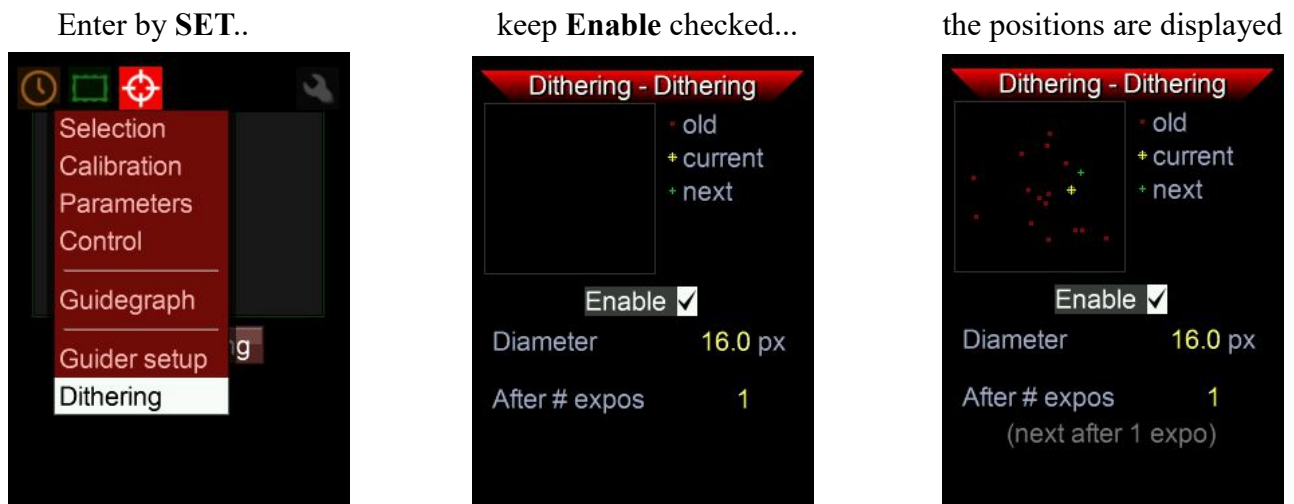 Enter by SET..
keep Enable checked...
the positions are displayed
Selection
Calibration
Parameters
Control
Guidegraph
Guider setup
g
Dithering
Dithering - Dithering
old
current
next
Enable
Diameter 16.0 px
After # expos 1
Dithering - Dithering
old
current
next
Enable
Diameter 16.0 px
After # expos 1
(next after 1 expo)